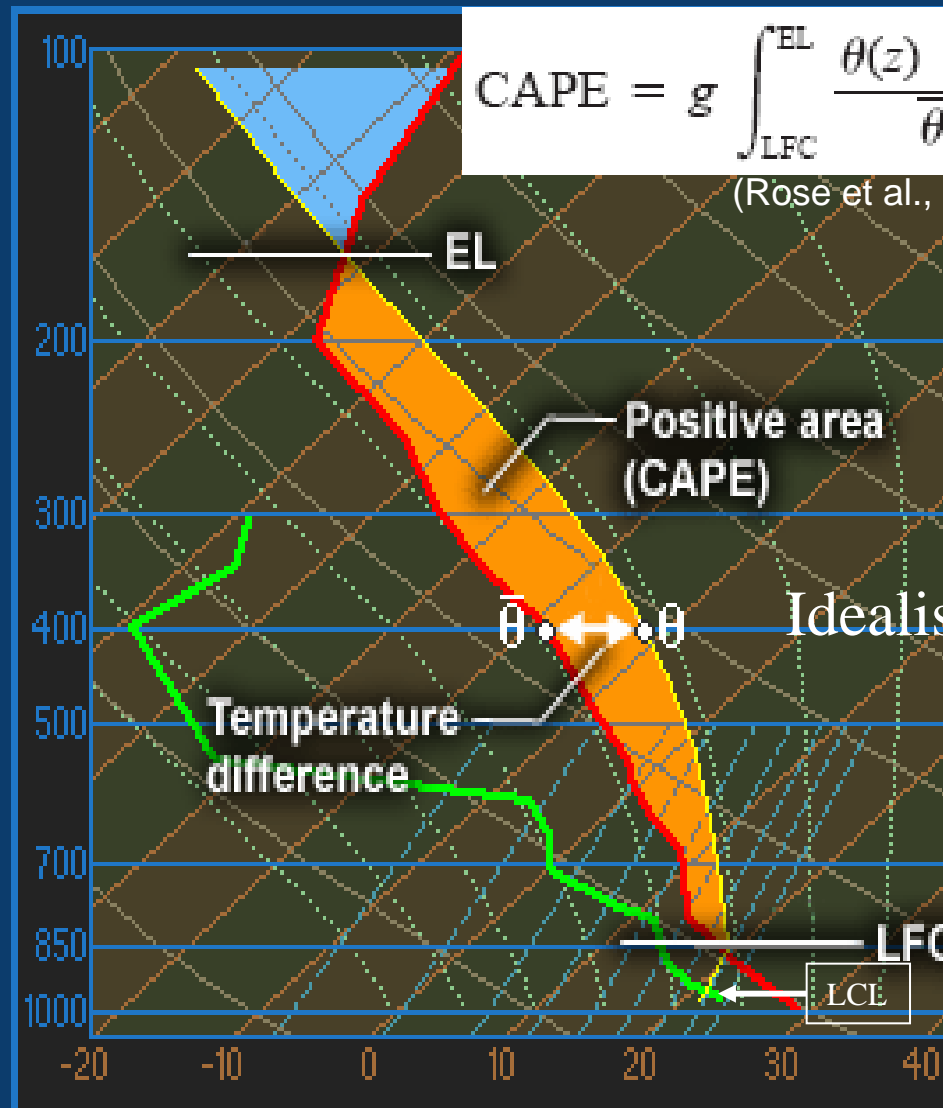 100
CAPE = g ∫ EL LFC θ(z) θ̅
(Rose et al.,
EL
200
Positive area
(CAPE)
300
θ̅ θ
400
Idealis
Temperature
500
difference
700
850
LFC
LCL
1000
-20 -10 0 10 20 30 40